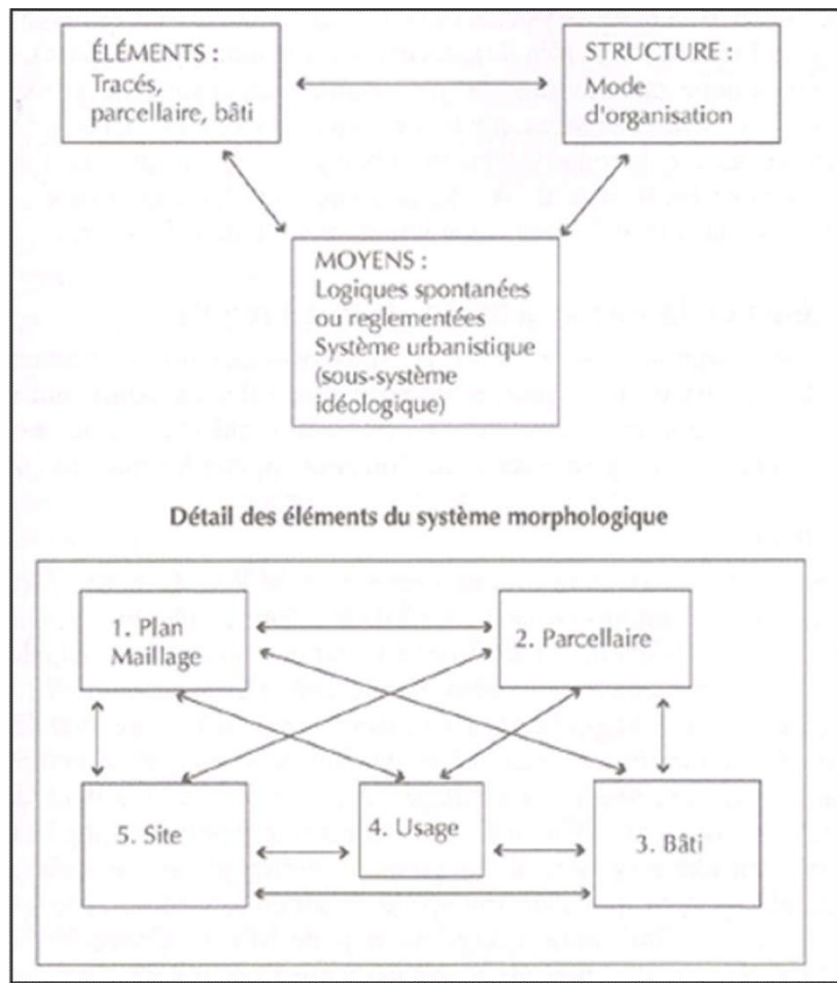 ÉLÉMENTS :
Tracés,
parcellaire, bâti
STRUCTURE :
Mode
d'organisation
MOYENS :
Logiques spontanées
ou reglementées
Système urbanistique
(sous-système
idéologique)
Détail des éléments du système morphologique
1. Plan
Maillage
2. Parcellaire
5. Site
4. Usage
3. Bâti